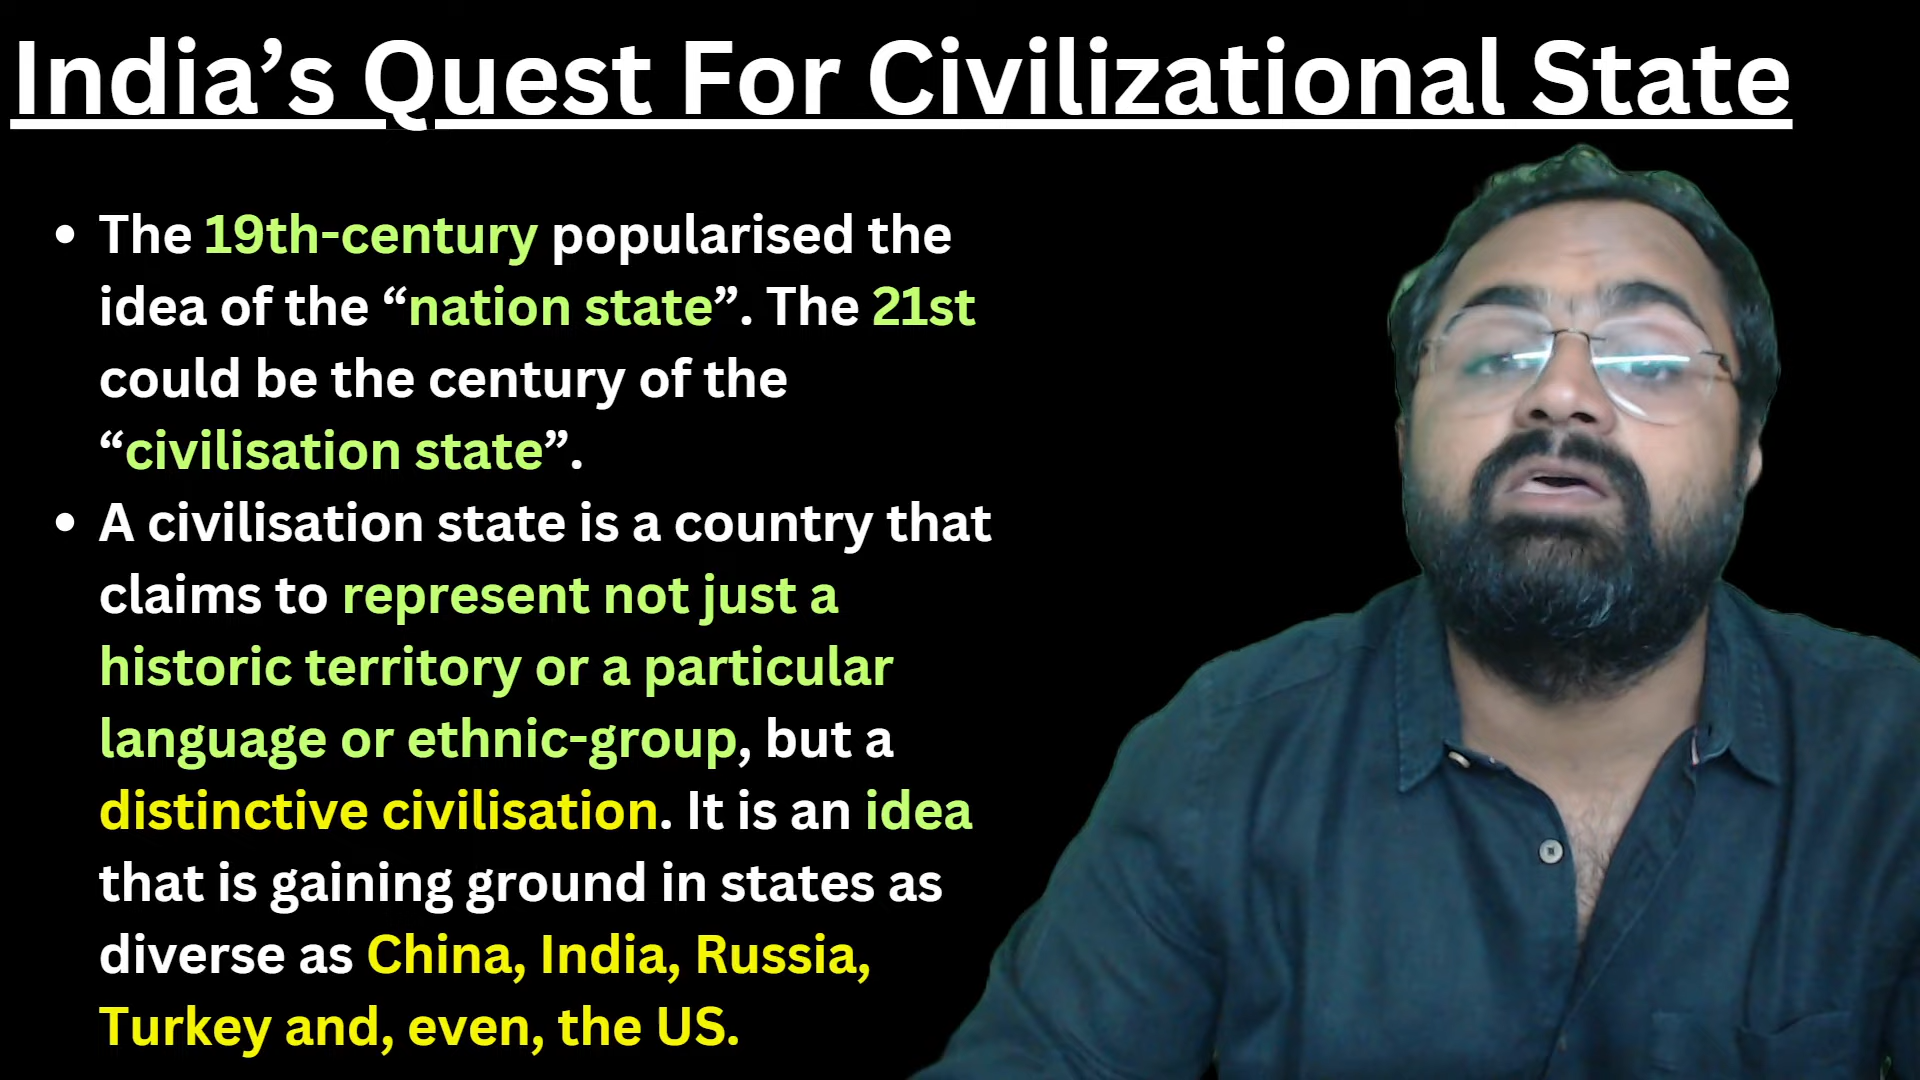 India’s Quest For Civilizational State
• The 19th-century popularised the
idea of the “nation state”. The 21st
could be the century of the
“civilisation state”.
• A civilisation state is a country that
claims to represent not just a
historic territory or a particular
language or ethnic-group, but a
distinctive civilisation. It is an idea
that is gaining ground in states as
diverse as China, India, Russia,
Turkey and, even, the US.